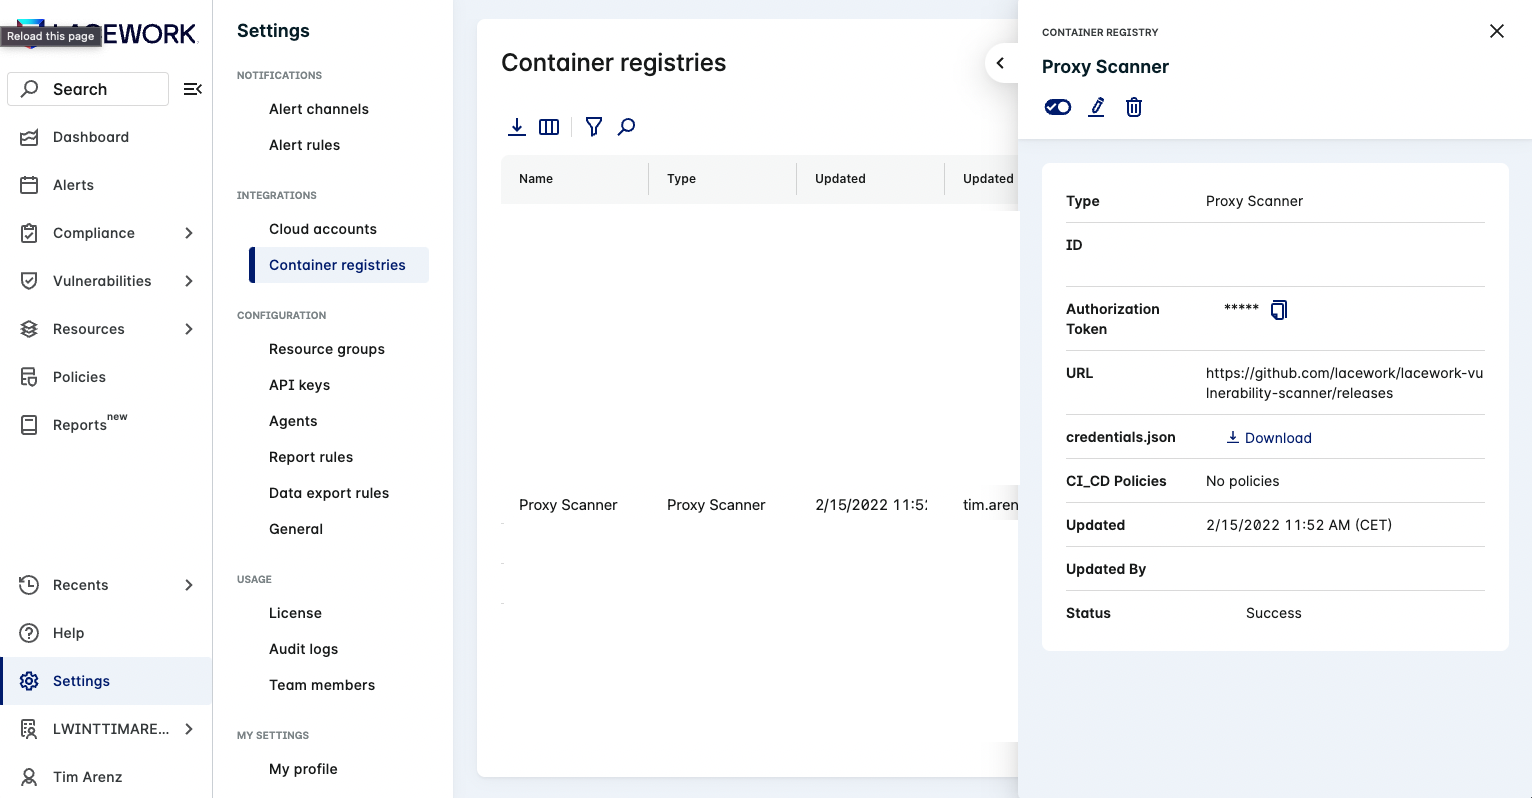 Reload this page
EWORK
Search
Dashboard
Alerts
Compliance
Vulnerabilities
Resources
Policies
Reports new
Recents
Help
Settings
LWINTTIMARE...
Tim Arenz
Settings
NOTIFICATIONS
Alert channels
Alert rules
INTEGRATIONS
Cloud accounts
Container registries
CONFIGURATION
Resource groups
API keys
Agents
Report rules
Data export rules
General
USAGE
License
Audit logs
Team members
MY SETTINGS
My profile
Container registries
Name Type Updated Updated
Proxy Scanner Proxy Scanner 2/15/2022 11:52 tim.aren
CONTAINER REGISTRY
Proxy Scanner
Type Proxy Scanner
ID
Authorization
Token
*****
URL
https://github.com/lacework/lacework-vu
lnerability-scanner/releases
credentials.json Download
CI_CD Policies No policies
Updated 2/15/2022 11:52 AM (CET)
Updated By
Status Success